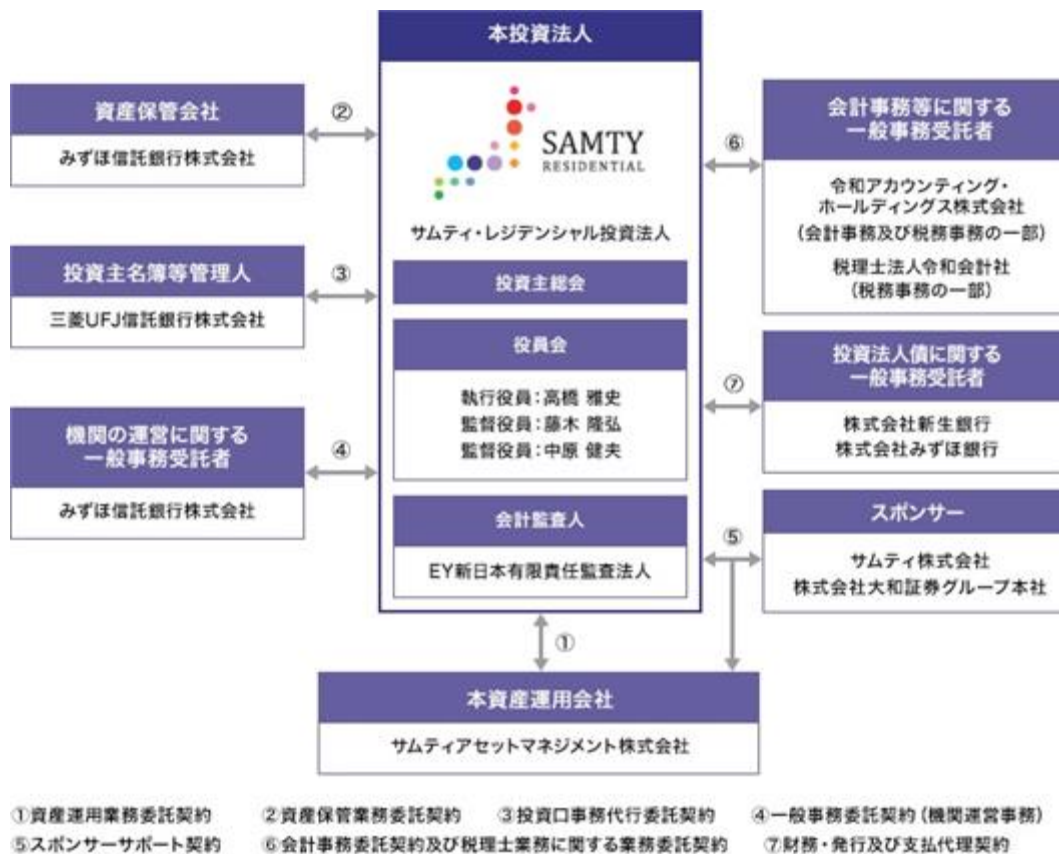 本投資法人
SAMTY
RESIDENTIAL
サムティ・レジデンシャル投資法人
投資主総会
役員会
執行役員：高橋 雅史
監督役員：藤木 隆弘
監督役員：中原 健夫
会計監査人
EY新日本有限責任監査法人
資産保管会社
みずほ信託銀行株式会社
②
投資主名簿等管理人
三菱UFJ信託銀行株式会社
③
機関の運営に関する
一般事務受託者
みずほ信託銀行株式会社
④
⑥
会計事務等に関する
一般事務受託者
令和アカウンティング・
ホールディングス株式会社
（会計事務及び税務事務の一部）
税理士法人令和会計社
（税務事務の一部）
⑦
投資法人債に関する
一般事務受託者
株式会社新生銀行
株式会社みずほ銀行
⑤
スポンサー
サムティ株式会社
株式会社大和証券グループ本社
①
本資産運用会社
サムティアセットマネジメント株式会社
①資産運用業務委託契約 ②資産保管業務委託契約 ③投資口事務代行委託契約 ④一般事務委託契約（機関運営事務）
⑤スポンサーサポート契約 ⑥会計事務委託契約及び税理士業務に関する業務委託契約 ⑦財務・発行及び支払代理契約